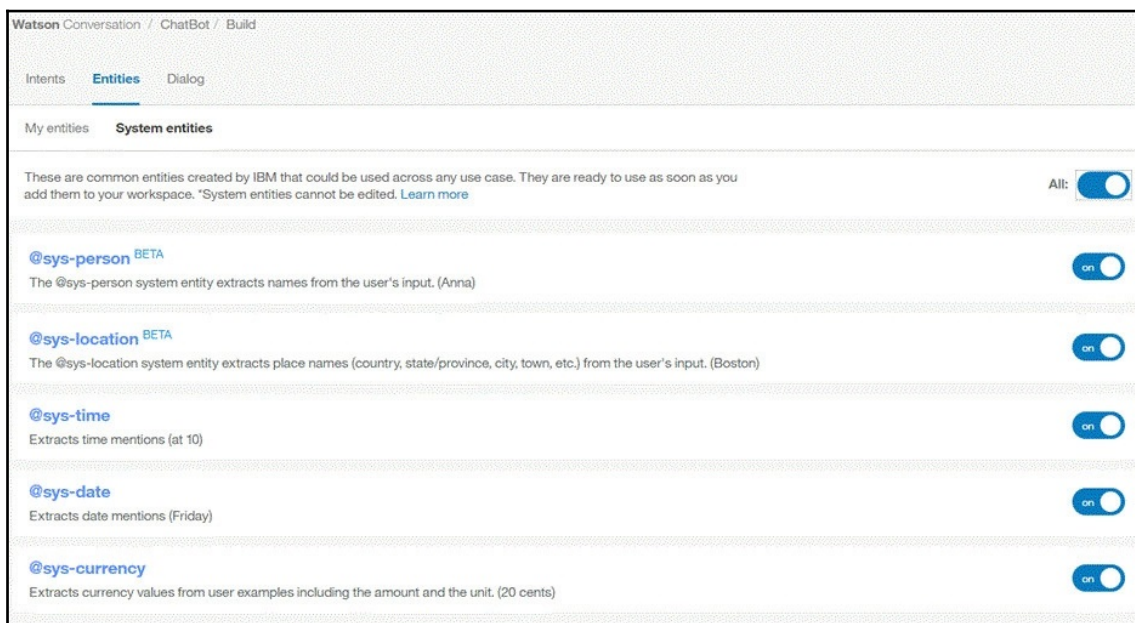 Watson Conversation / ChatBot / Build
Intents Entities Dialog
My entities System entities
These are common entities created by IBM that could be used across any use case. They are ready to use as soon as you
add them to your workspace. *System entities cannot be edited. Learn more
All:
@sys-person BETA
The @sys-person system entity extracts names from the user's input. (Anna)
on
@sys-location BETA
The @sys-location system entity extracts place names (country, state/province, city, town, etc.) from the user's input. (Boston)
on
@sys-time
Extracts time mentions (at 10)
on
@sys-date
Extracts date mentions (Friday)
on
@sys-currency
Extracts currency values from user examples including the amount and the unit. (20 cents)
on